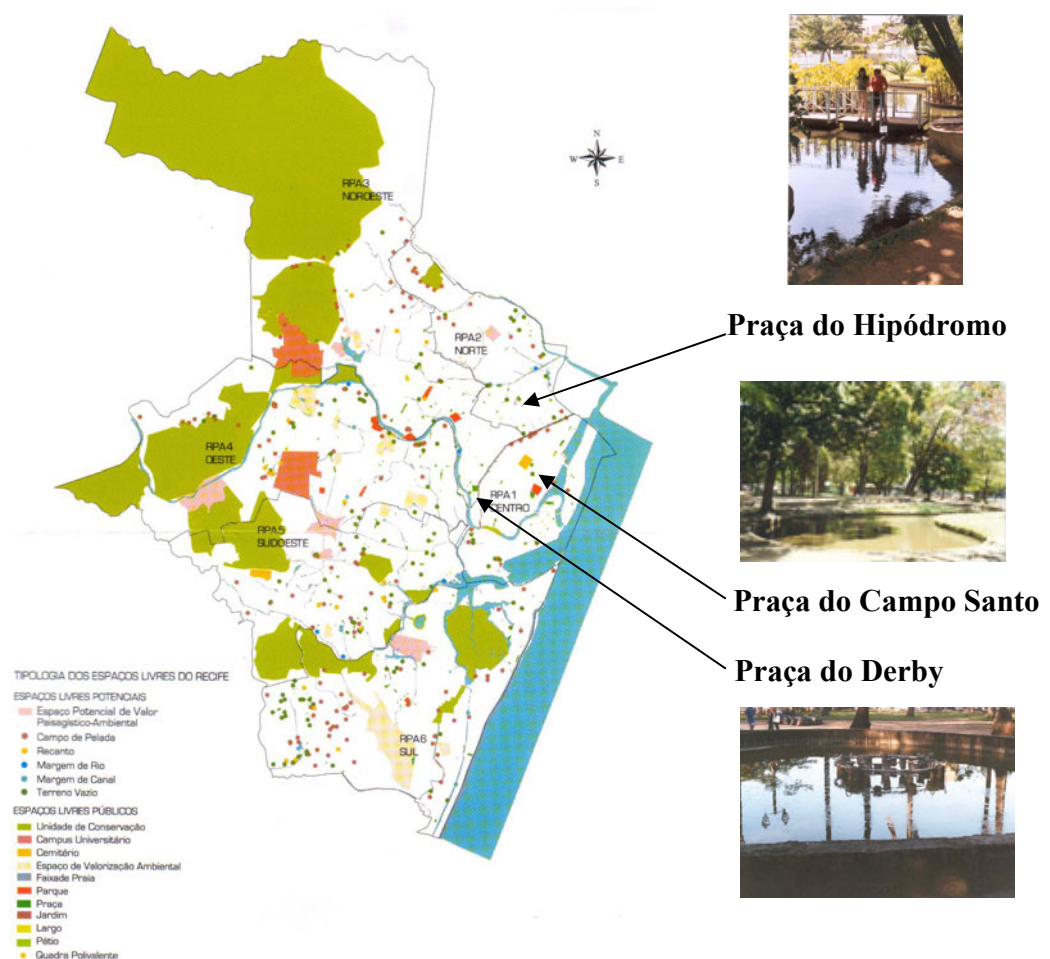 N
W E
S
RPA3
NOROESTE
RPA2
NORTE
RPA4
OESTE
RPA1
CENTRO
RPA5
SUDOESTE
RPA6
SUL
Praça do Hipódromo
Praça do Campo Santo
Praça do Derby
TIPOLOGIA DOS ESPAÇOS LIVRES DO RECIFE
ESPAÇOS LIVRES POTENCIAIS
Espaço Potencial de Valor
Paisagístico-Ambiental
Campo de Pelada
Recanto
Margem de Rio
Margem de Canal
Terreno Vazio
ESPAÇOS LIVRES PÚBLICOS
Unidade de Conservação
Campus Universitário
Cemitério
Espaço de Valorização Ambiental
Faixade Praia
Parque
Praça
Jardim
Largo
Pátio
Quadra Polivalente